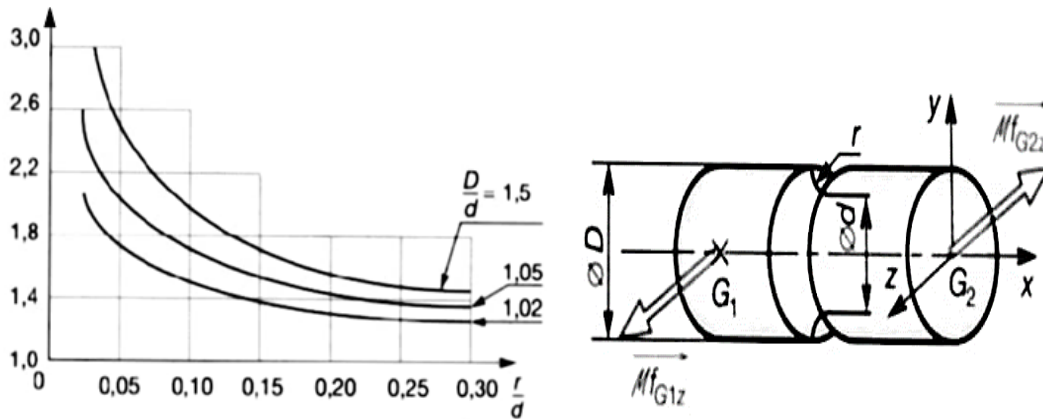 3,0
2,6
2,2
1,8
1,4
1,0
0
0,05 0,10 0,15 0,20 0,25 0,30
r/d
D/d = 1,5
1,05
1,02
y
Mf G2z
r
ØD
Ød
G1
z
G2
x
Mf G1z